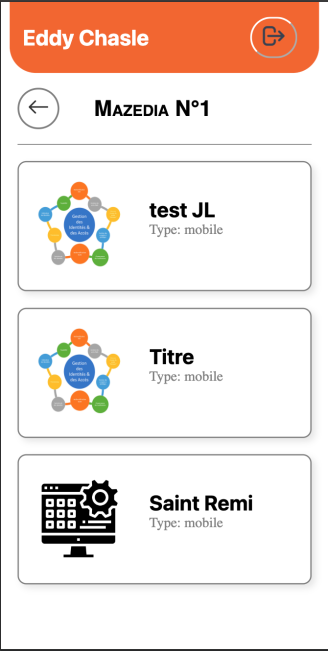 Eddy Chasle
Mazedia N°1
Gestion
des
Identités &
des Accès
test JL
Type: mobile
Gestion
des
Identités &
des Accès
Titre
Type: mobile
Saint Remi
Type: mobile